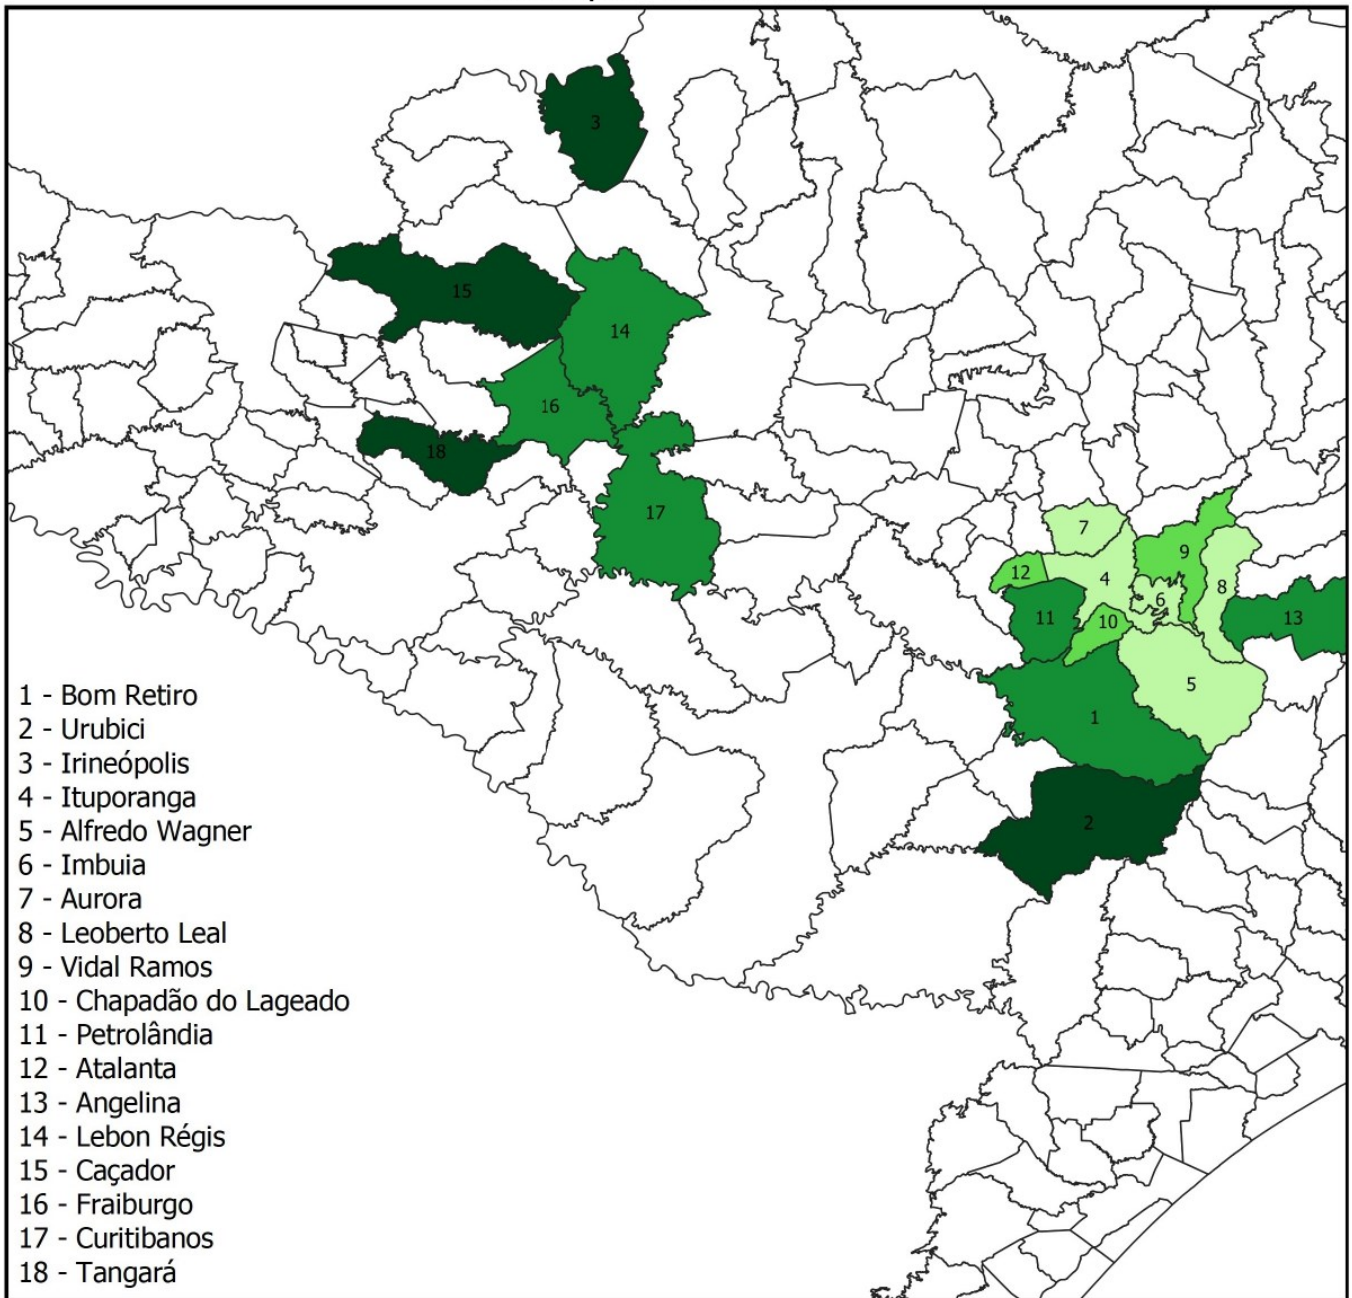 3
15
14
16
18
17
7
9
12
4
8
6
11
10
13
5
1
2
1 - Bom Retiro
2 - Urubici
3 - Irineópolis
4 - Ituporanga
5 - Alfredo Wagner
6 - Imbuia
7 - Aurora
8 - Leoberto Leal
9 - Vidal Ramos
10 - Chapadão do Lageado
11 - Petrolândia
12 - Atalanta
13 - Angelina
14 - Lebon Régis
15 - Caçador
16 - Fraiburgo
17 - Curitibanos
18 - Tangará